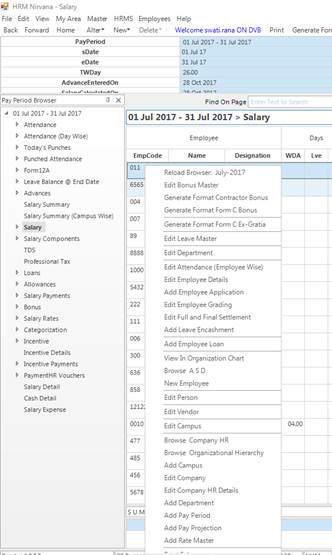 HRM Nirvana - Salary
File Edit View My Area Menu HRMS Employees Help
Back Home Alter New Delete Welcome swati.rana ON DVB Print Generate Form
PayPeriod 01 Jul 2017 - 31 Jul 2017
sDate 01 Jul 17
eDate 31 Jul 17
TWDay 26.00
AdvanceEnteredOn 28 Oct 2017
Pay Period Browser
Find On Page Enter Text to Search
01 Jul 2017 - 31 Jul 2017
Attendance
Attendance (Day Wise)
Today's Punches
Punched Attendance
Form12A
Leave Balance @ End Date
Advances
Salary Summary
Salary Summary (Campus Wise)
Salary
Salary Components
TDS
Professional Tax
Loans
Allowances
Salary Payments
Bonus
Salary Rates
Categorization
Incentive
Incentive Details
Incentive Payments
PaymentHR Vouchers
Salary Detail
Cash Detail
Salary Expense
01 Jul 2017 - 31 Jul 2017 > Salary
Employee Days
EmpCode Name Designation WDA Lve
011
6565
004
007
89
8888
1000
5432
222
111
006
300
636
858
12122
0010 04.00
477
485
456
5678
SUM
Reload Browser: July-2017
Edit Bonus Master
Generate Format Contractor Bonus
Generate Format Form C Bonus
Generate Format Form C Ex-Gratia
Edit Leave Master
Edit Department
Edit Attendance (Employee Wise)
Edit Employee Details
Add Employee Application
Edit Employee Grading
Edit Full and Final Settlement
Add Leave Encashment
Add Employee Loan
View In Organization Chart
Browse A S D
New Employee
Edit Person
Edit Vendor
Edit Campus
Browse Company HR
Browse Organizational Hierarchy
Add Campus
Edit Company
Edit Company HR Details
Add Department
Add Pay Period
Add Pay Projection
Add Rate Master